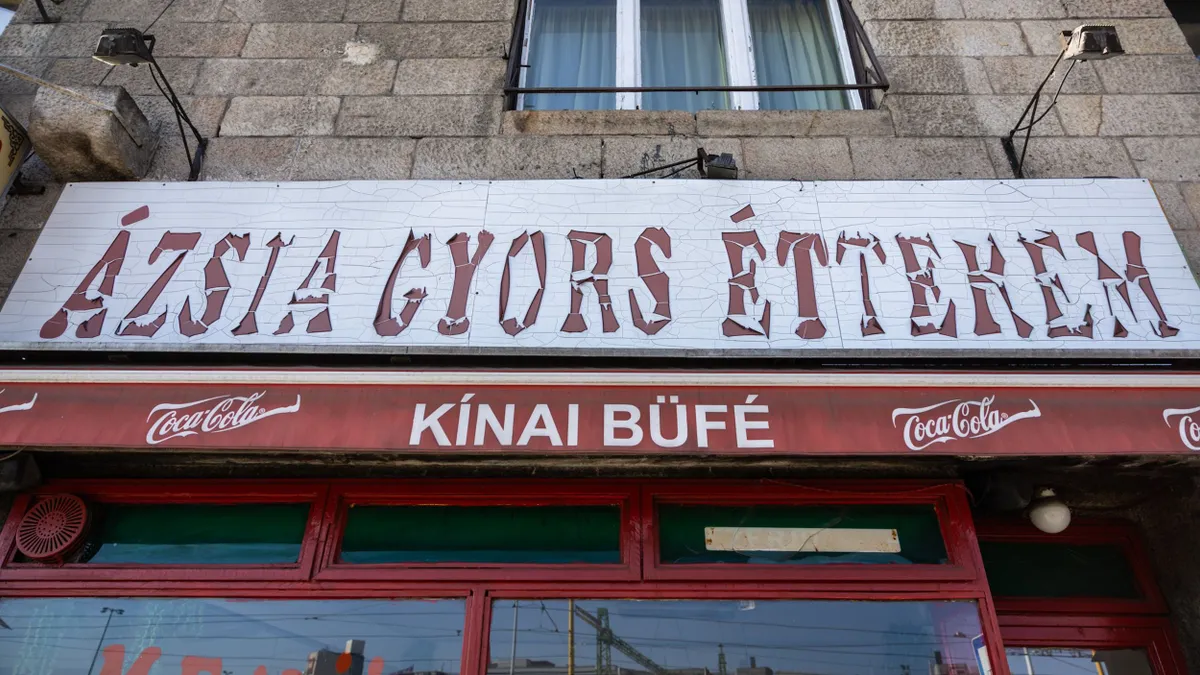 ÁZSIA GYORS ÉTTEREM
Coca-Cola KÍNAI BÜFÉ Coca-Cola